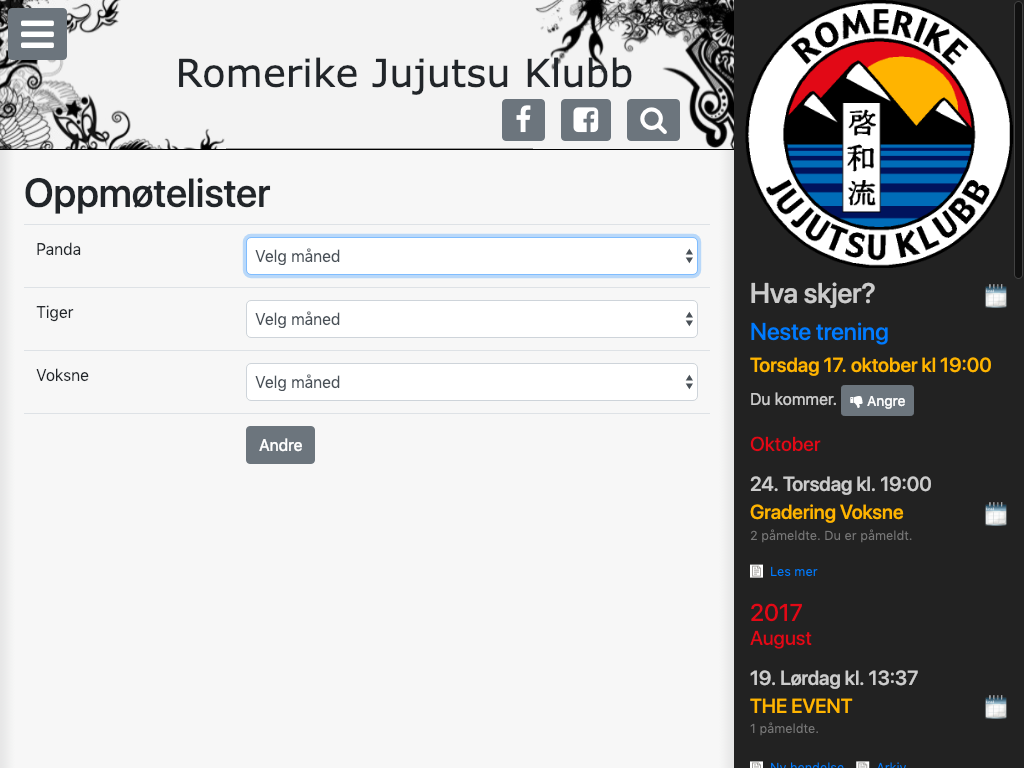 Romerike Jujutsu Klubb
Oppmøtelister
Panda
Velg måned
Tiger
Velg måned
Voksne
Velg måned
Andre
ROMERIKE
啓和流
JUJUTSU KLUBB
Hva skjer?
Neste trening
Torsdag 17. oktober kl 19:00
Du kommer. Angre
Oktober
24. Torsdag kl. 19:00
Gradering Voksne
2 påmeldte. Du er påmeldt.
Les mer
2017
August
19. Lørdag kl. 13:37
THE EVENT
1 påmeldte.
Ny hendelse Arkiv